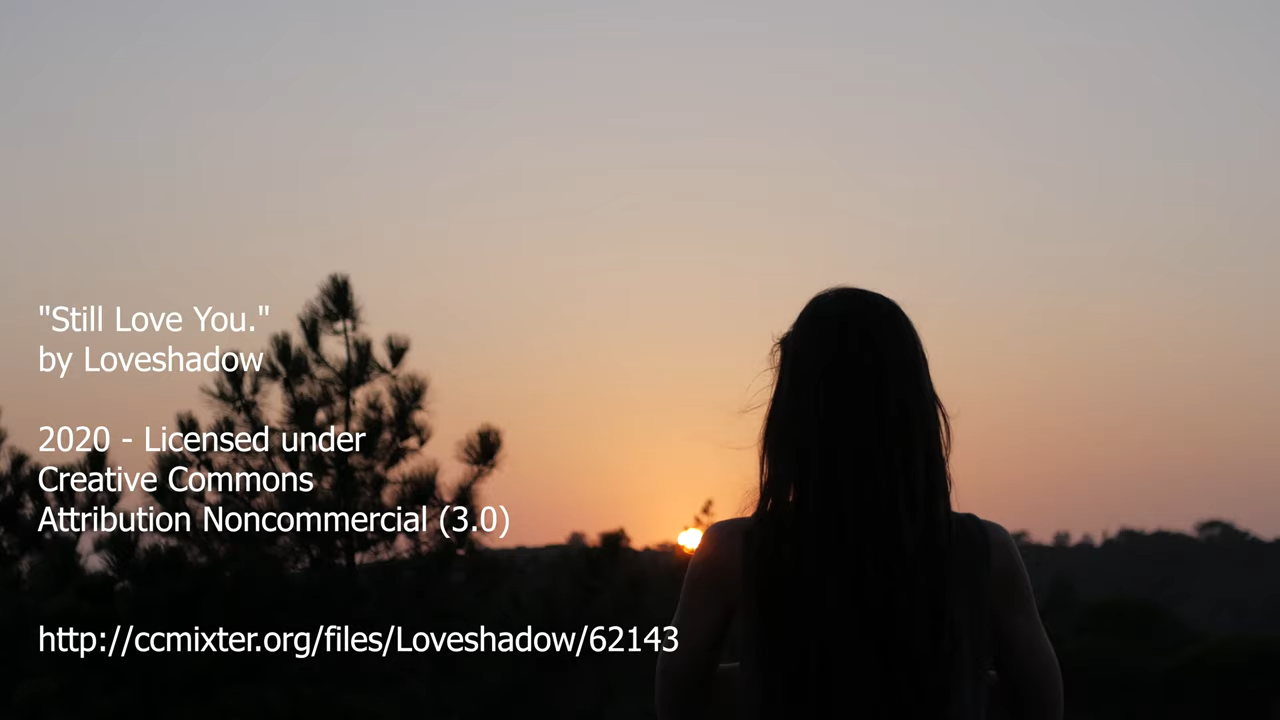 "Still Love You."
by Loveshadow
2020 - Licensed under
Creative Commons
Attribution Noncommercial (3.0)
http://ccmixter.org/files/Loveshadow/62143